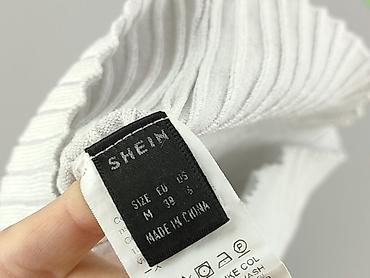 SHEIN
SIZE EU US
M 38 6
MADE IN CHINA